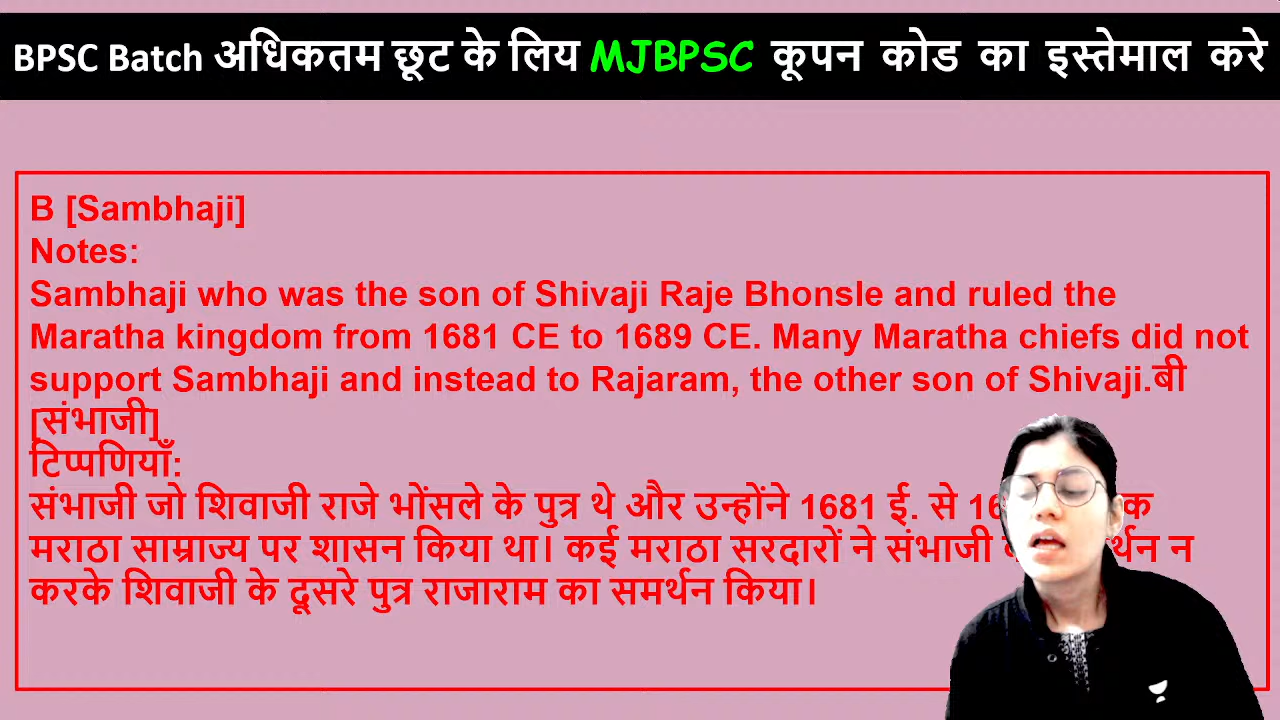 BPSC Batch अधिकतम छूट के लिय MJBPSC कूपन कोड का इस्तेमाल करे
B [Sambhaji]
Notes:
Sambhaji who was the son of Shivaji Raje Bhonsle and ruled the
Maratha kingdom from 1681 CE to 1689 CE. Many Maratha chiefs did not
support Sambhaji and instead to Rajaram, the other son of Shivaji.बी
[संभाजी]
टिप्पणियाँ:
संभाजी जो शिवाजी राजे भोंसले के पुत्र थे और उन्होंने 1681 ई. से
मराठा साम्राज्य पर शासन किया था। कई मराठा सरदारों ने संभाजी न
करके शिवाजी के दूसरे पुत्र राजाराम का समर्थन किया।